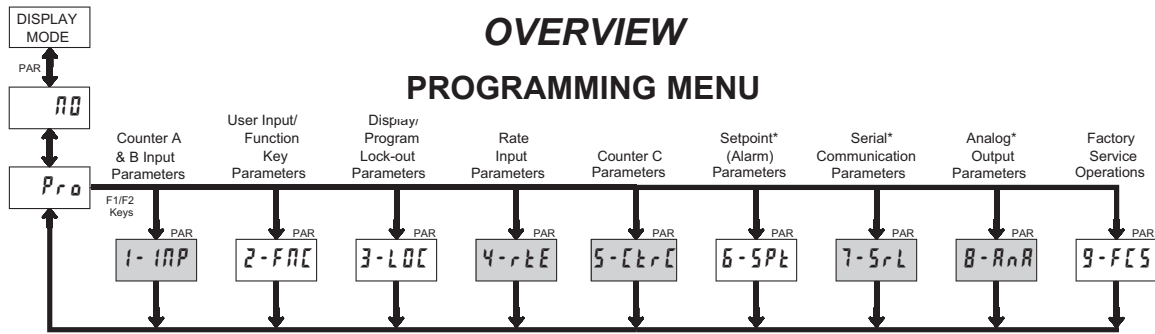 DISPLAY
MODE
OVERVIEW
PROGRAMMING MENU
PAR
NO
Pro
F1/F2
Keys
Counter A
& B Input
Parameters
User Input/
Function
Key
Parameters
Display/
Program
Lock-out
Parameters
Rate
Input
Parameters
Counter C
Parameters
Setpoint*
(Alarm)
Parameters
Serial*
Communication
Parameters
Analog*
Output
Parameters
Factory
Service
Operations
PAR PAR PAR PAR PAR PAR PAR PAR PAR
1-INP 2-FNC 3-LOC 4-rtE 5-CtrC 6-SPt 7-SrL 8-AnA 9-FCS